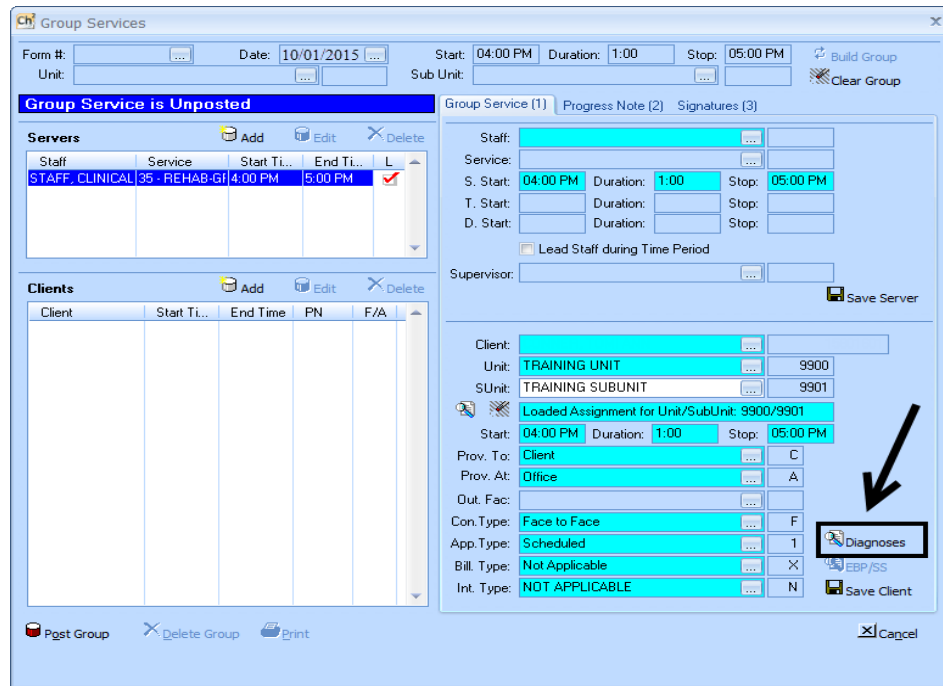 Ch Group Services
Form #: ... Date: 10/01/2015 ... Start: 04:00 PM Duration: 1:00 Stop: 05:00 PM Build Group
Unit: ... Sub Unit: ... Clear Group
Group Service is Unposted
Servers Add Edit Delete
Staff Service Start Ti... End Ti... L
STAFF, CLINICAL 35 - REHAB-GI 4:00 PM 5:00 PM
Clients Add Edit Delete
Client Start Ti... End Time PN F/A
Group Service (1) Progress Note (2) Signatures (3)
Staff: ...
Service: ...
S. Start: 04:00 PM Duration: 1:00 Stop: 05:00 PM
T. Start: Duration: Stop:
D. Start: Duration: Stop:
Lead Staff during Time Period
Supervisor: ...
Save Server
Client: ...
Unit: TRAINING UNIT ... 9900
SUnit: TRAINING SUBUNIT ... 9901
Loaded Assignment for Unit/SubUnit: 9900/9901
Start: 04:00 PM Duration: 1:00 Stop: 05:00 PM
Prov. To: Client ... C
Prov. At: Office ... A
Out. Fac: ...
Con.Type: Face to Face ... F
App.Type: Scheduled ... 1 Diagnoses
Bill. Type: Not Applicable ... X EBP/SS
Int. Type: NOT APPLICABLE ... N Save Client
Post Group Delete Group Print Cancel